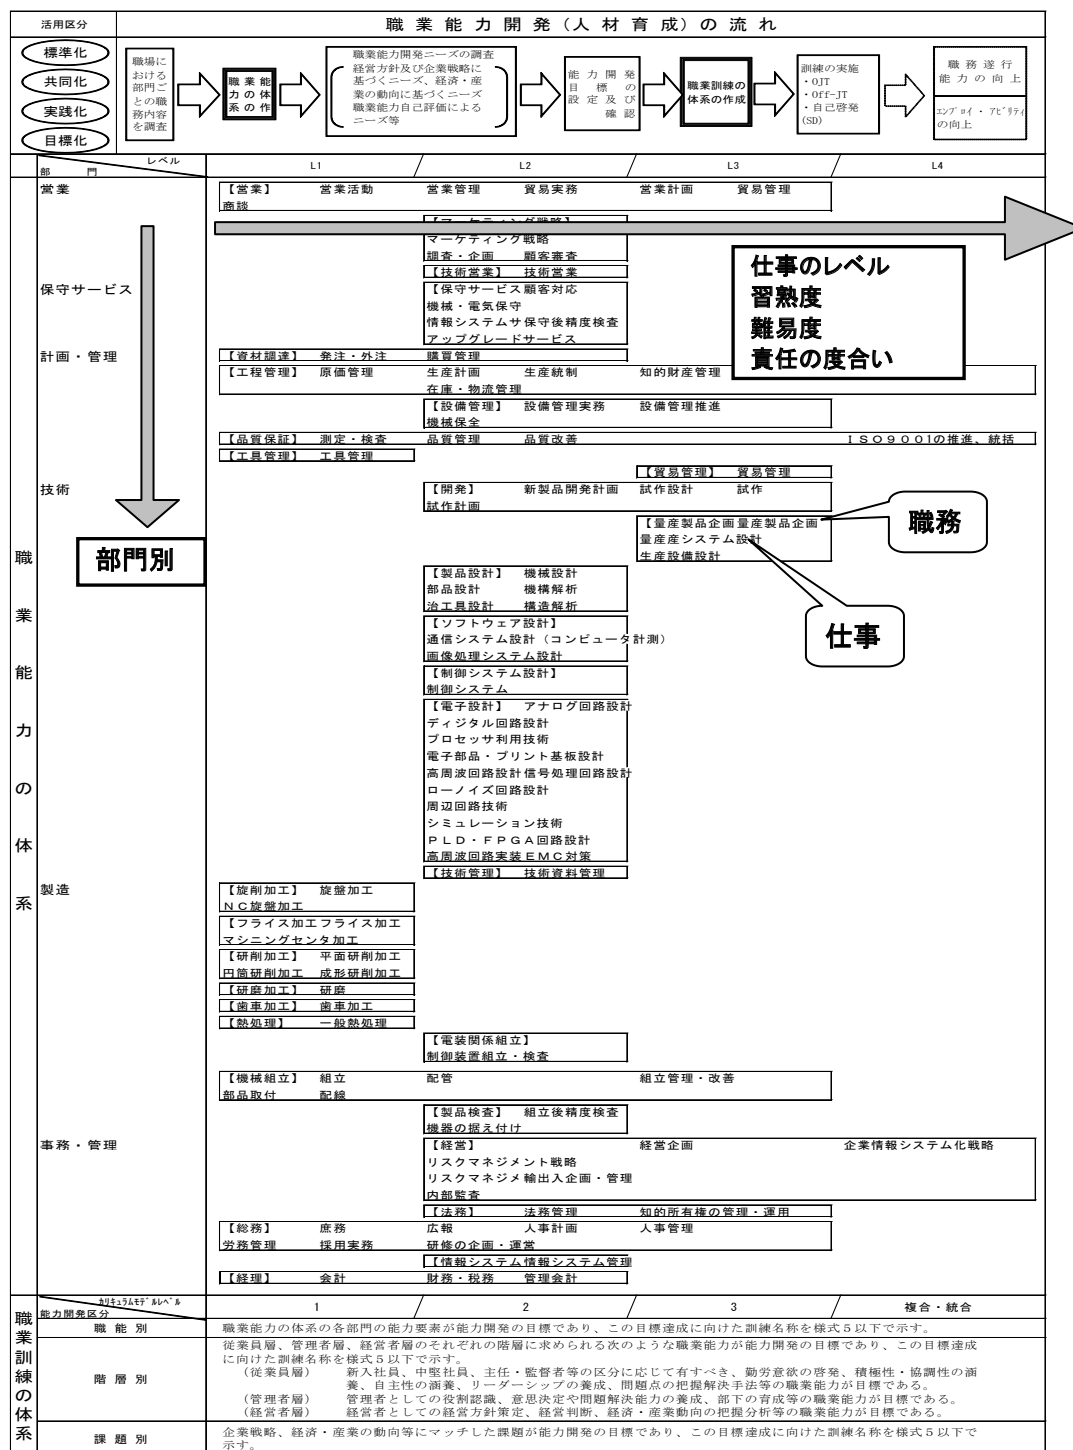 活用区分
職業能力開発(人材育成)の流れ
標準化
共同化
実践化
目標化
職場に
おける
部門ご
との職
務内容
を調査
職業能
力の体
系の作
職業能力開発ニーズの調査
経営方針及び企業戦略に
基づくニーズ、経済・産
業の動向に基づくニーズ
職業能力自己評価による
ニーズ等
能力開発
目標の
設定及び
確認
職業訓練の
体系の作成
訓練の実施
・OJT
・Off-JT
・自己啓発
(SD)
職務遂行
能力の向上
エンプロイ・アビリティ
の向上
レベル
部門
L1
L2
L3
L4
職業能力の体系
営業
【営業】 営業活動 営業管理 貿易実務 営業計画 貿易管理
商談
【マーケティング戦略】
マーケティング戦略
調査・企画 顧客審査
【技術営業】 技術営業
仕事のレベル
習熟度
難易度
責任の度合い
保守サービス
【保守サービス顧客対応
機械・電気保守
情報システムサ保守後精度検査
アップグレードサービス
計画・管理
【資材調達】 発注・外注 購買管理
【工程管理】 原価管理 生産計画 生産統制 知的財産管理
在庫・物流管理
【設備管理】 設備管理実務 設備管理推進
機械保全
【品質保証】 測定・検査 品質管理 品質改善 ISO9001の推進、統括
【工具管理】 工具管理
【貿易管理】 貿易管理
技術
【開発】 新製品開発計画 試作設計 試作
試作計画
【量産製品企画量産製品企画
量産産システム設計
生産設備設計
職務
仕事
部門別
【製品設計】 機械設計
部品設計 機構解析
治工具設計 構造解析
【ソフトウェア設計】
通信システム設計(コンピュータ計測)
画像処理システム設計
【制御システム設計】
制御システム
【電子設計】 アナログ回路設計
ディジタル回路設計
プロセッサ利用技術
電子部品・プリント基板設計
高周波回路設計信号処理回路設計
ローノイズ回路設計
周辺回路技術
シミュレーション技術
PLD・FPGA回路設計
高周波回路実装EMC対策
【技術管理】 技術資料管理
製造
【旋削加工】 旋盤加工
NC旋盤加工
【フライス加工フライス加工
マシニングセンタ加工
【研削加工】 平面研削加工
円筒研削加工 成形研削加工
【研磨加工】 研磨
【歯車加工】 歯車加工
【熱処理】 一般熱処理
【電装関係組立】
制御装置組立・検査
【機械組立】 組立 配管 組立管理・改善
部品取付 配線
【製品検査】 組立後精度検査
機器の据え付け
事務・管理
【経営】 経営企画 企業情報システム化戦略
リスクマネジメント戦略
リスクマネジメ輸出入企画・管理
内部監査
【法務】 法務管理 知的所有権の管理・運用
【総務】 庶務 広報 人事計画 人事管理
労務管理 採用実務 研修の企画・運営
【情報システム情報システム管理
【経理】 会計 財務・税務 管理会計
職業訓練の体系
カリキュラムモデルレベル
能力開発区分
1
2
3
複合・統合
職能別
職業能力の体系の各部門の能力要素が能力開発の目標であり、この目標達成に向けた訓練名称を様式5以下で示す。
階層別
従業員層、管理者層、経営者層のそれぞれの階層に求められる次のような職業能力が能力開発の目標であり、この目標達成
に向けた訓練名称を様式5以下で示す。
(従業員層) 新入社員、中堅社員、主任・監督者等の区分に応じて有すべき、勤労意欲の啓発、積極性・協調性の涵
養、自主性の涵養、リーダーシップの養成、問題点の把握解決手法等の職業能力が目標である。
(管理者層) 管理者としての役割認識、意思決定や問題解決能力の養成、部下の育成等の職業能力が目標である。
(経営者層) 経営者としての経営方針策定、経営判断、経済・産業動向の把握分析等の職業能力が目標である。
課題別
企業戦略、経済・産業の動向等にマッチした課題が能力開発の目標であり、この目標達成に向けた訓練名称を様式5以下で
示す。